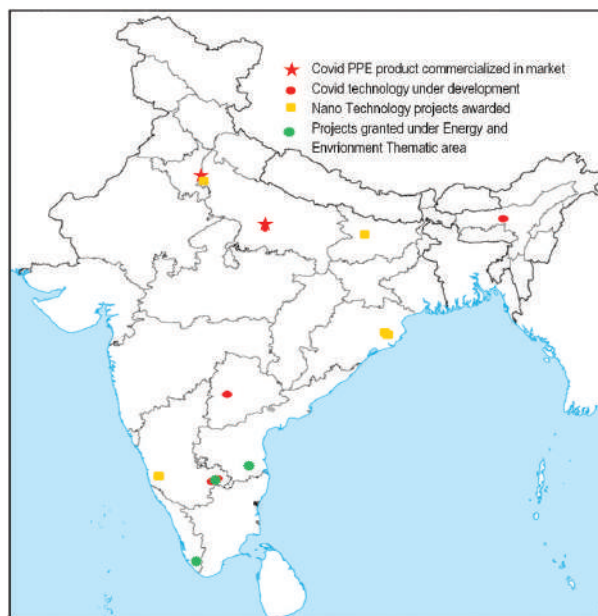 Covid PPE product commercialized in market
Covid technology under development
Nano Technology projects awarded
Projects granted under Energy and
Envrionment Thematic area